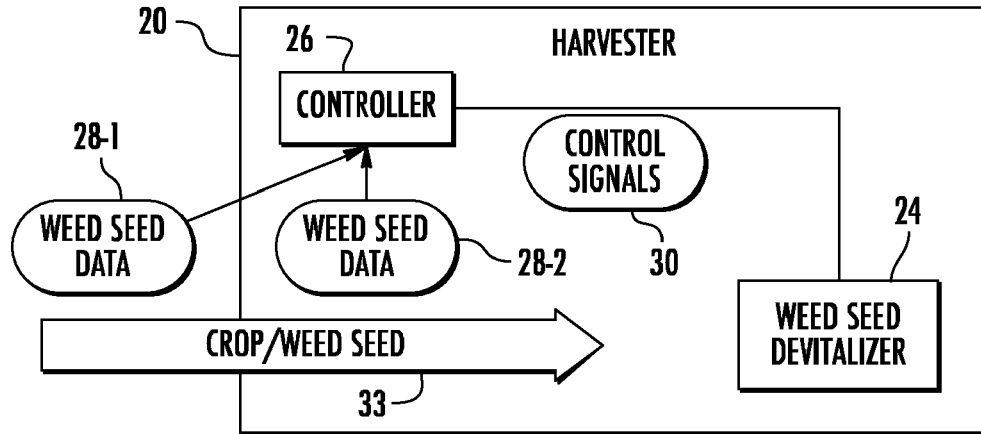 20
26
HARVESTER
CONTROLLER
28-1
CONTROL
SIGNALS
WEED SEED
DATA
WEED SEED
DATA
28-2
30
24
CROP/WEED SEED
WEED SEED
DEVITALIZER
33